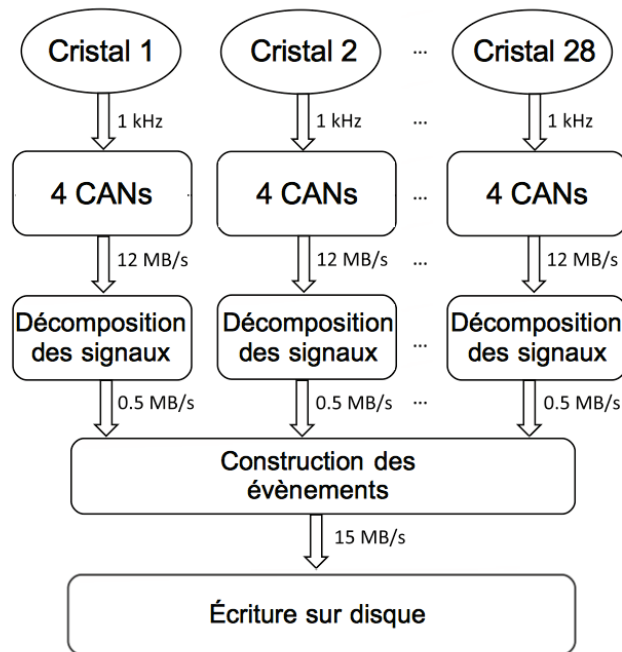 Cristal 1 Cristal 2 ... Cristal 28
1 kHz 1 kHz ... 1 kHz
4 CANs 4 CANs ... 4 CANs
12 MB/s 12 MB/s ... 12 MB/s
Décomposition Décomposition Décomposition
des signaux des signaux ... des signaux
0.5 MB/s 0.5 MB/s ... 0.5 MB/s
Construction des
évènements
15 MB/s
Écriture sur disque